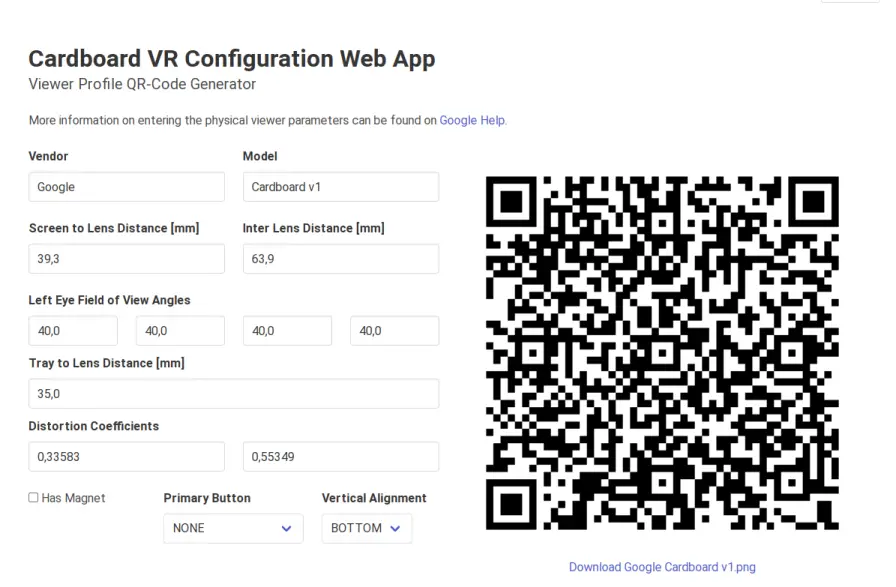 Cardboard VR Configuration Web App
Viewer Profile QR-Code Generator
More information on entering the physical viewer parameters can be found on Google Help.
Vendor
Model
Google
Cardboard v1
Screen to Lens Distance [mm]
Inter Lens Distance [mm]
39,3
63,9
Left Eye Field of View Angles
40,0
40,0
40,0
40,0
Tray to Lens Distance [mm]
35,0
Distortion Coefficients
0,33583
0,55349
Has Magnet
Primary Button
Vertical Alignment
NONE
BOTTOM
Download Google Cardboard v1.png